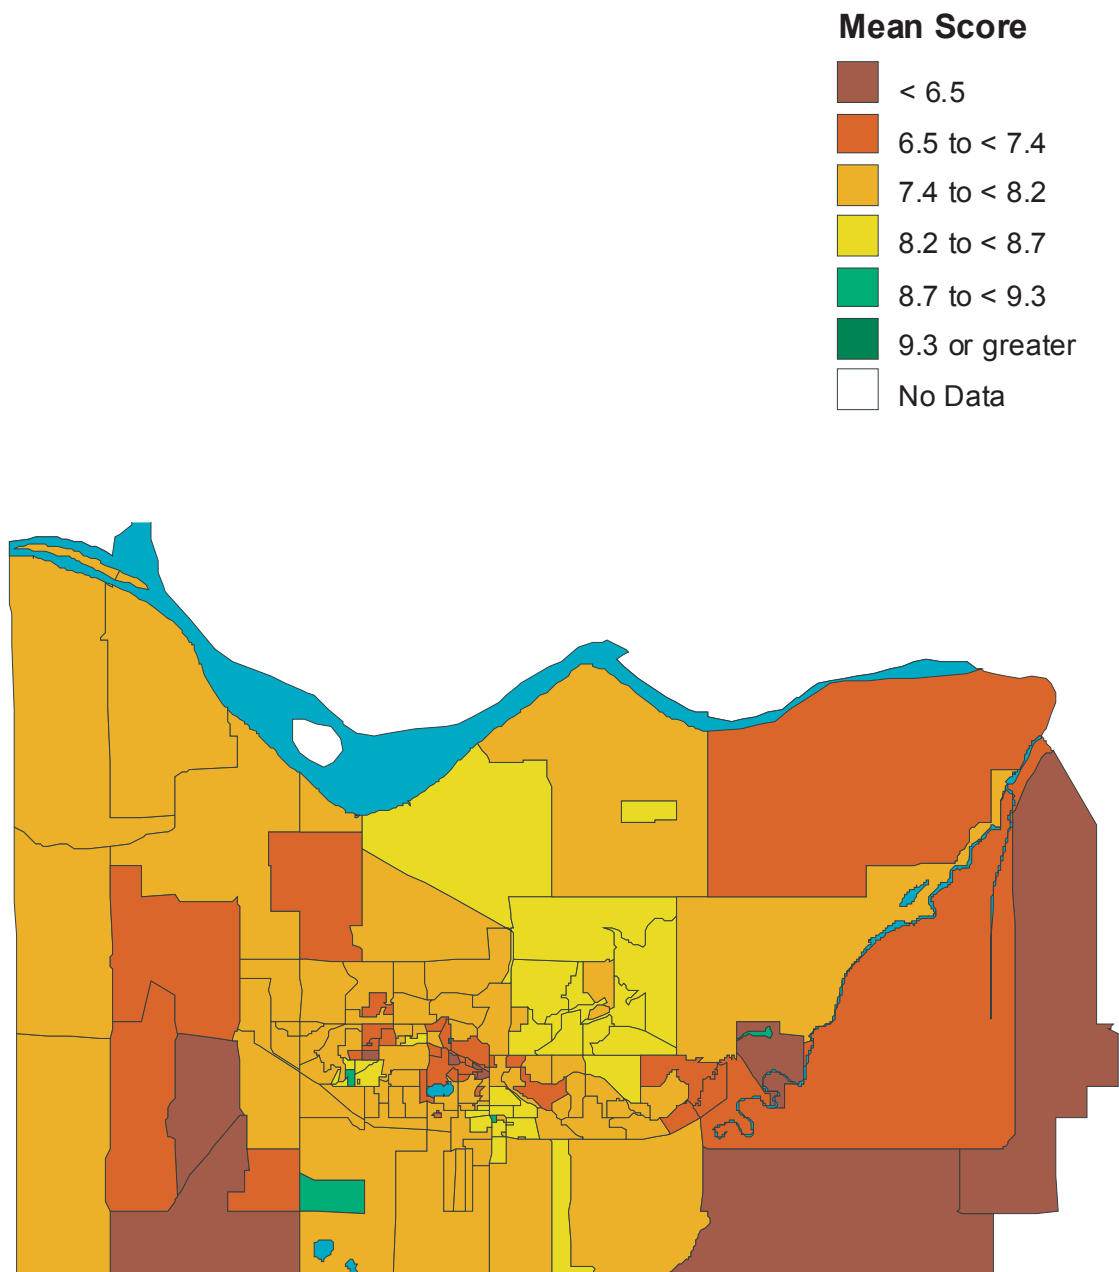 Mean Score
< 6.5
6.5 to < 7.4
7.4 to < 8.2
8.2 to < 8.7
8.7 to < 9.3
9.3 or greater
No Data